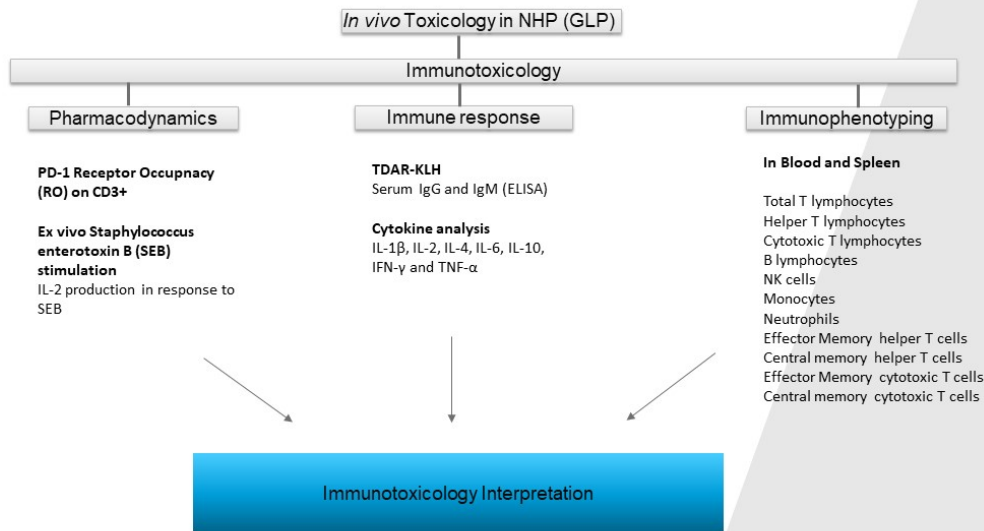 In vivo Toxicology in NHP (GLP)
Immunotoxicology
Pharmacodynamics
PD-1 Receptor Occupnacy
(RO) on CD3+
Ex vivo Staphylococcus
enterotoxin B (SEB)
stimulation
IL-2 production in response to
SEB
Immune response
TDAR-KLH
Serum IgG and IgM (ELISA)
Cytokine analysis
IL-1β, IL-2, IL-4, IL-6, IL-10,
IFN-γ and TNF-α
Immunophenotyping
In Blood and Spleen
Total T lymphocytes
Helper T lymphocytes
Cytotoxic T lymphocytes
B lymphocytes
NK cells
Monocytes
Neutrophils
Effector Memory helper T cells
Central memory helper T cells
Effector Memory cytotoxic T cells
Central memory cytotoxic T cells
Immunotoxicology Interpretation